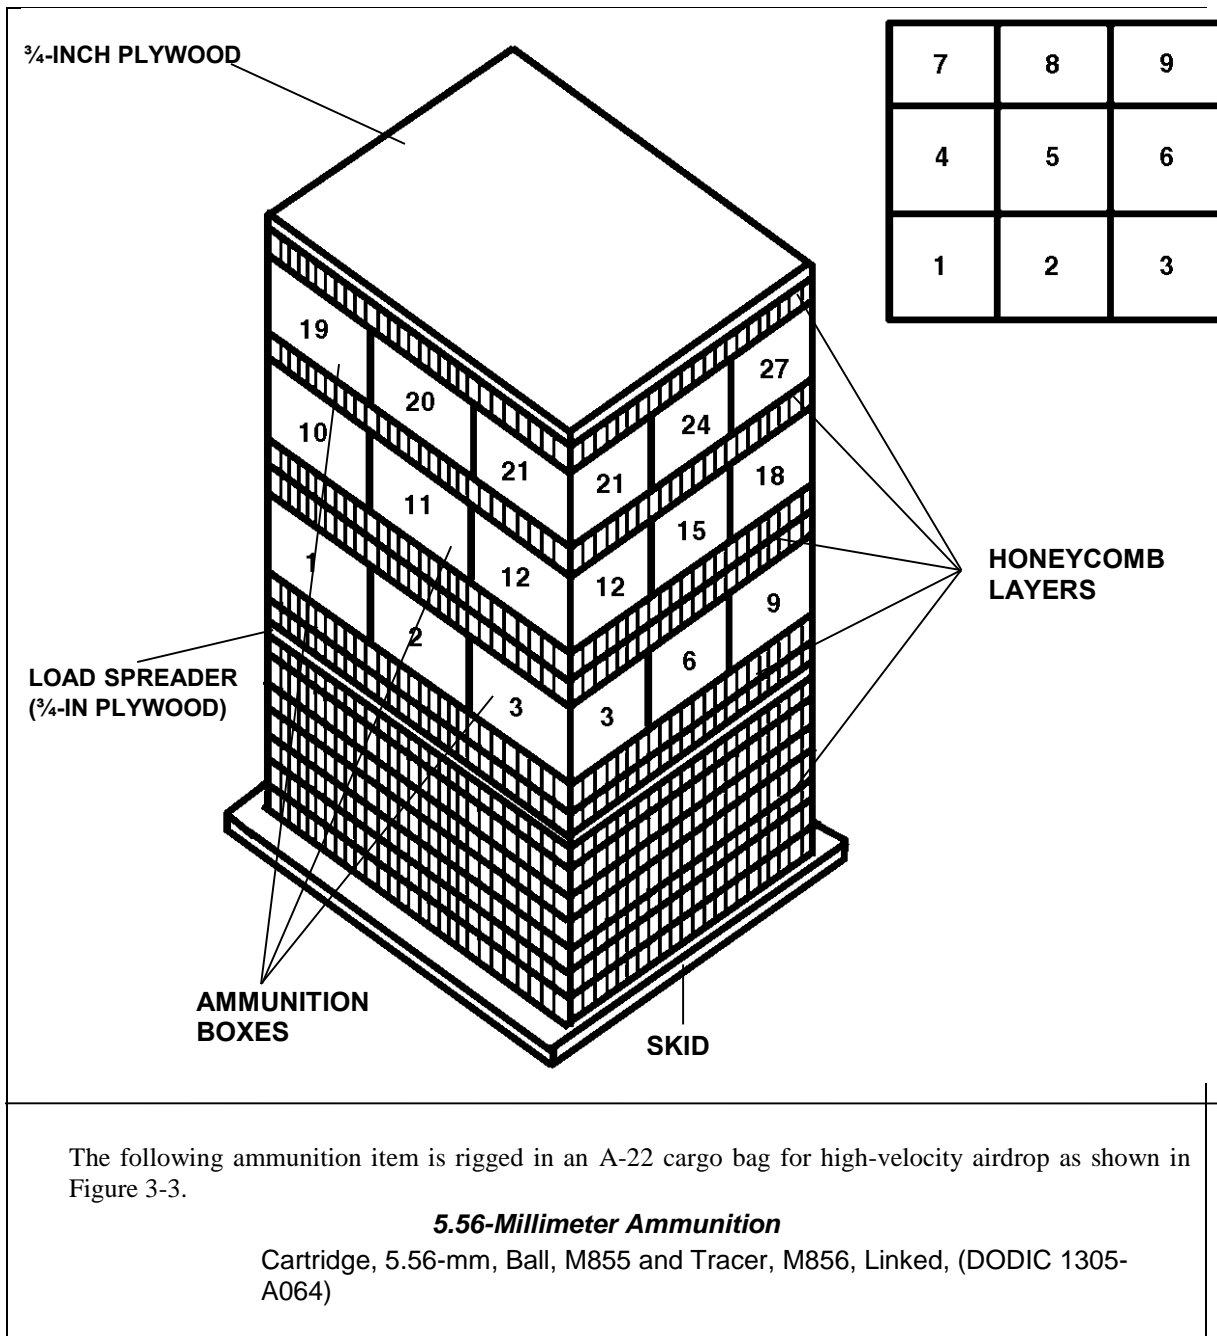 ¾-INCH PLYWOOD
7 8 9
4 5 6
1 2 3
19
20
21
21
24
27
10
11
12
12
15
18
1
2
3
3
6
9
HONEYCOMB
LAYERS
LOAD SPREADER
(¾-IN PLYWOOD)
AMMUNITION
BOXES
SKID
The following ammunition item is rigged in an A-22 cargo bag for high-velocity airdrop as shown in
Figure 3-3.
5.56-Millimeter Ammunition
Cartridge, 5.56-mm, Ball, M855 and Tracer, M856, Linked, (DODIC 1305-
A064)